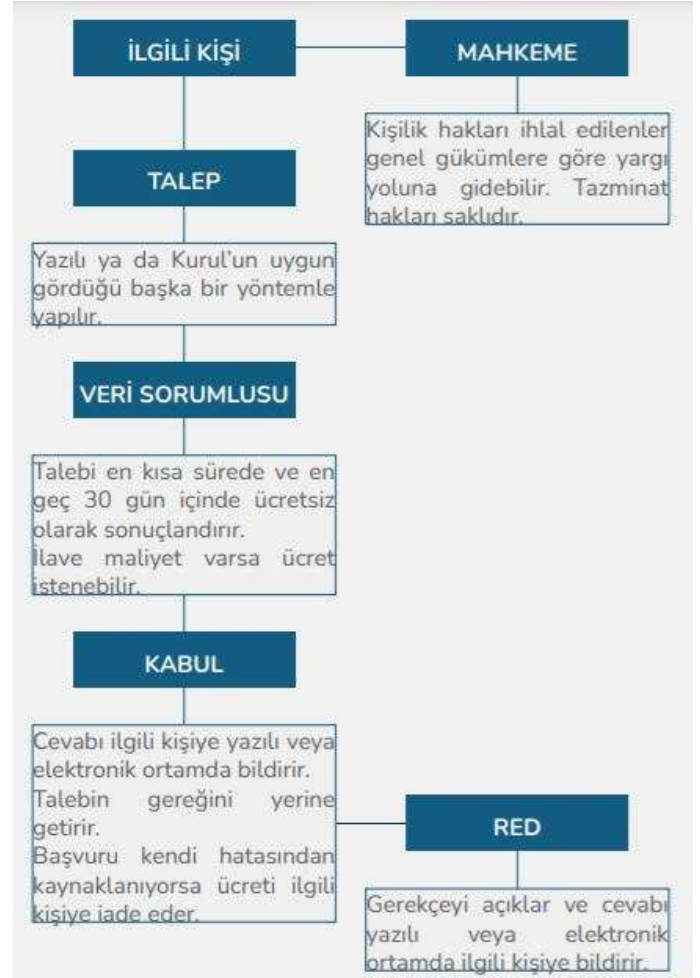 İLGİLİ KİŞİ
MAHKEME
Kişilik hakları ihlal edilenler
genel gükümlere göre yargı
yoluna gidebilir. Tazminat
hakları saklıdır.
TALEP
Yazılı ya da Kurul'un uygun
gördüğü başka bir yöntemle
yapılır.
VERİ SORUMLUSU
Talebi en kısa sürede ve en
geç 30 gün içinde ücretsiz
olarak sonuçlandırır.
İlave maliyet varsa ücret
istenebilir.
KABUL
Cevabı ilgili kişiye yazılı veya
elektronik ortamda bildirir.
Talebin gereğini yerine
getirir.
Başvuru kendi hatasından
kaynaklanıyorsa ücreti ilgili
kişiye iade eder.
RED
Gerekçeyi açıklar ve cevabı
yazılı veya elektronik
ortamda ilgili kişiye bildirir.